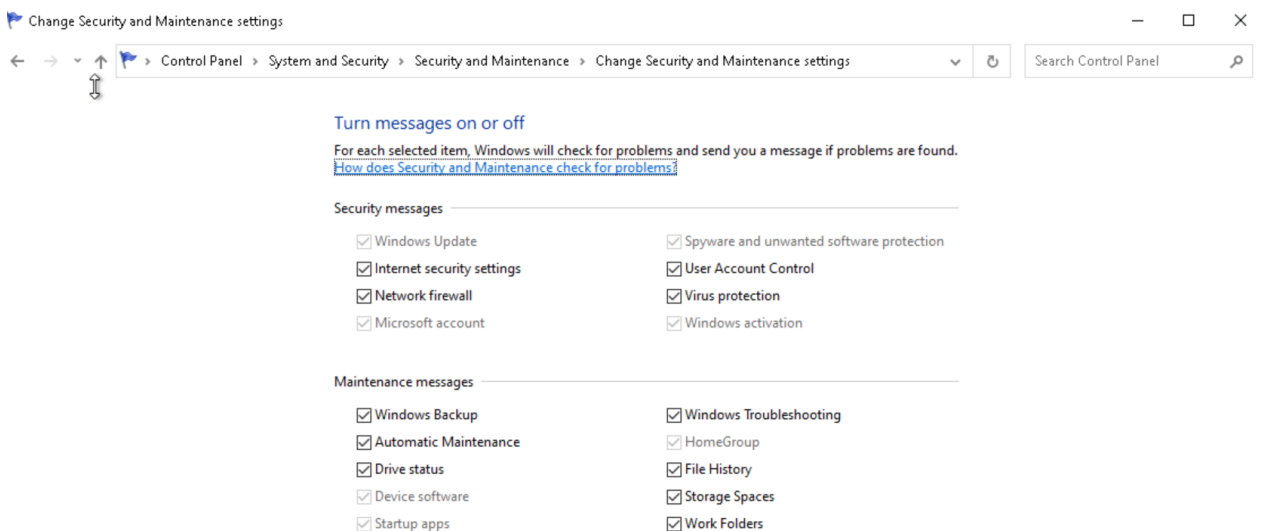 Change Security and Maintenance settings
Control Panel > System and Security > Security and Maintenance > Change Security and Maintenance settings
Search Control Panel
Turn messages on or off
For each selected item, Windows will check for problems and send you a message if problems are found.
How does Security and Maintenance check for problems?
Security messages
Windows Update
Spyware and unwanted software protection
Internet security settings
User Account Control
Network firewall
Virus protection
Microsoft account
Windows activation
Maintenance messages
Windows Backup
Windows Troubleshooting
Automatic Maintenance
HomeGroup
Drive status
File History
Device software
Storage Spaces
Startup apps
Work Folders